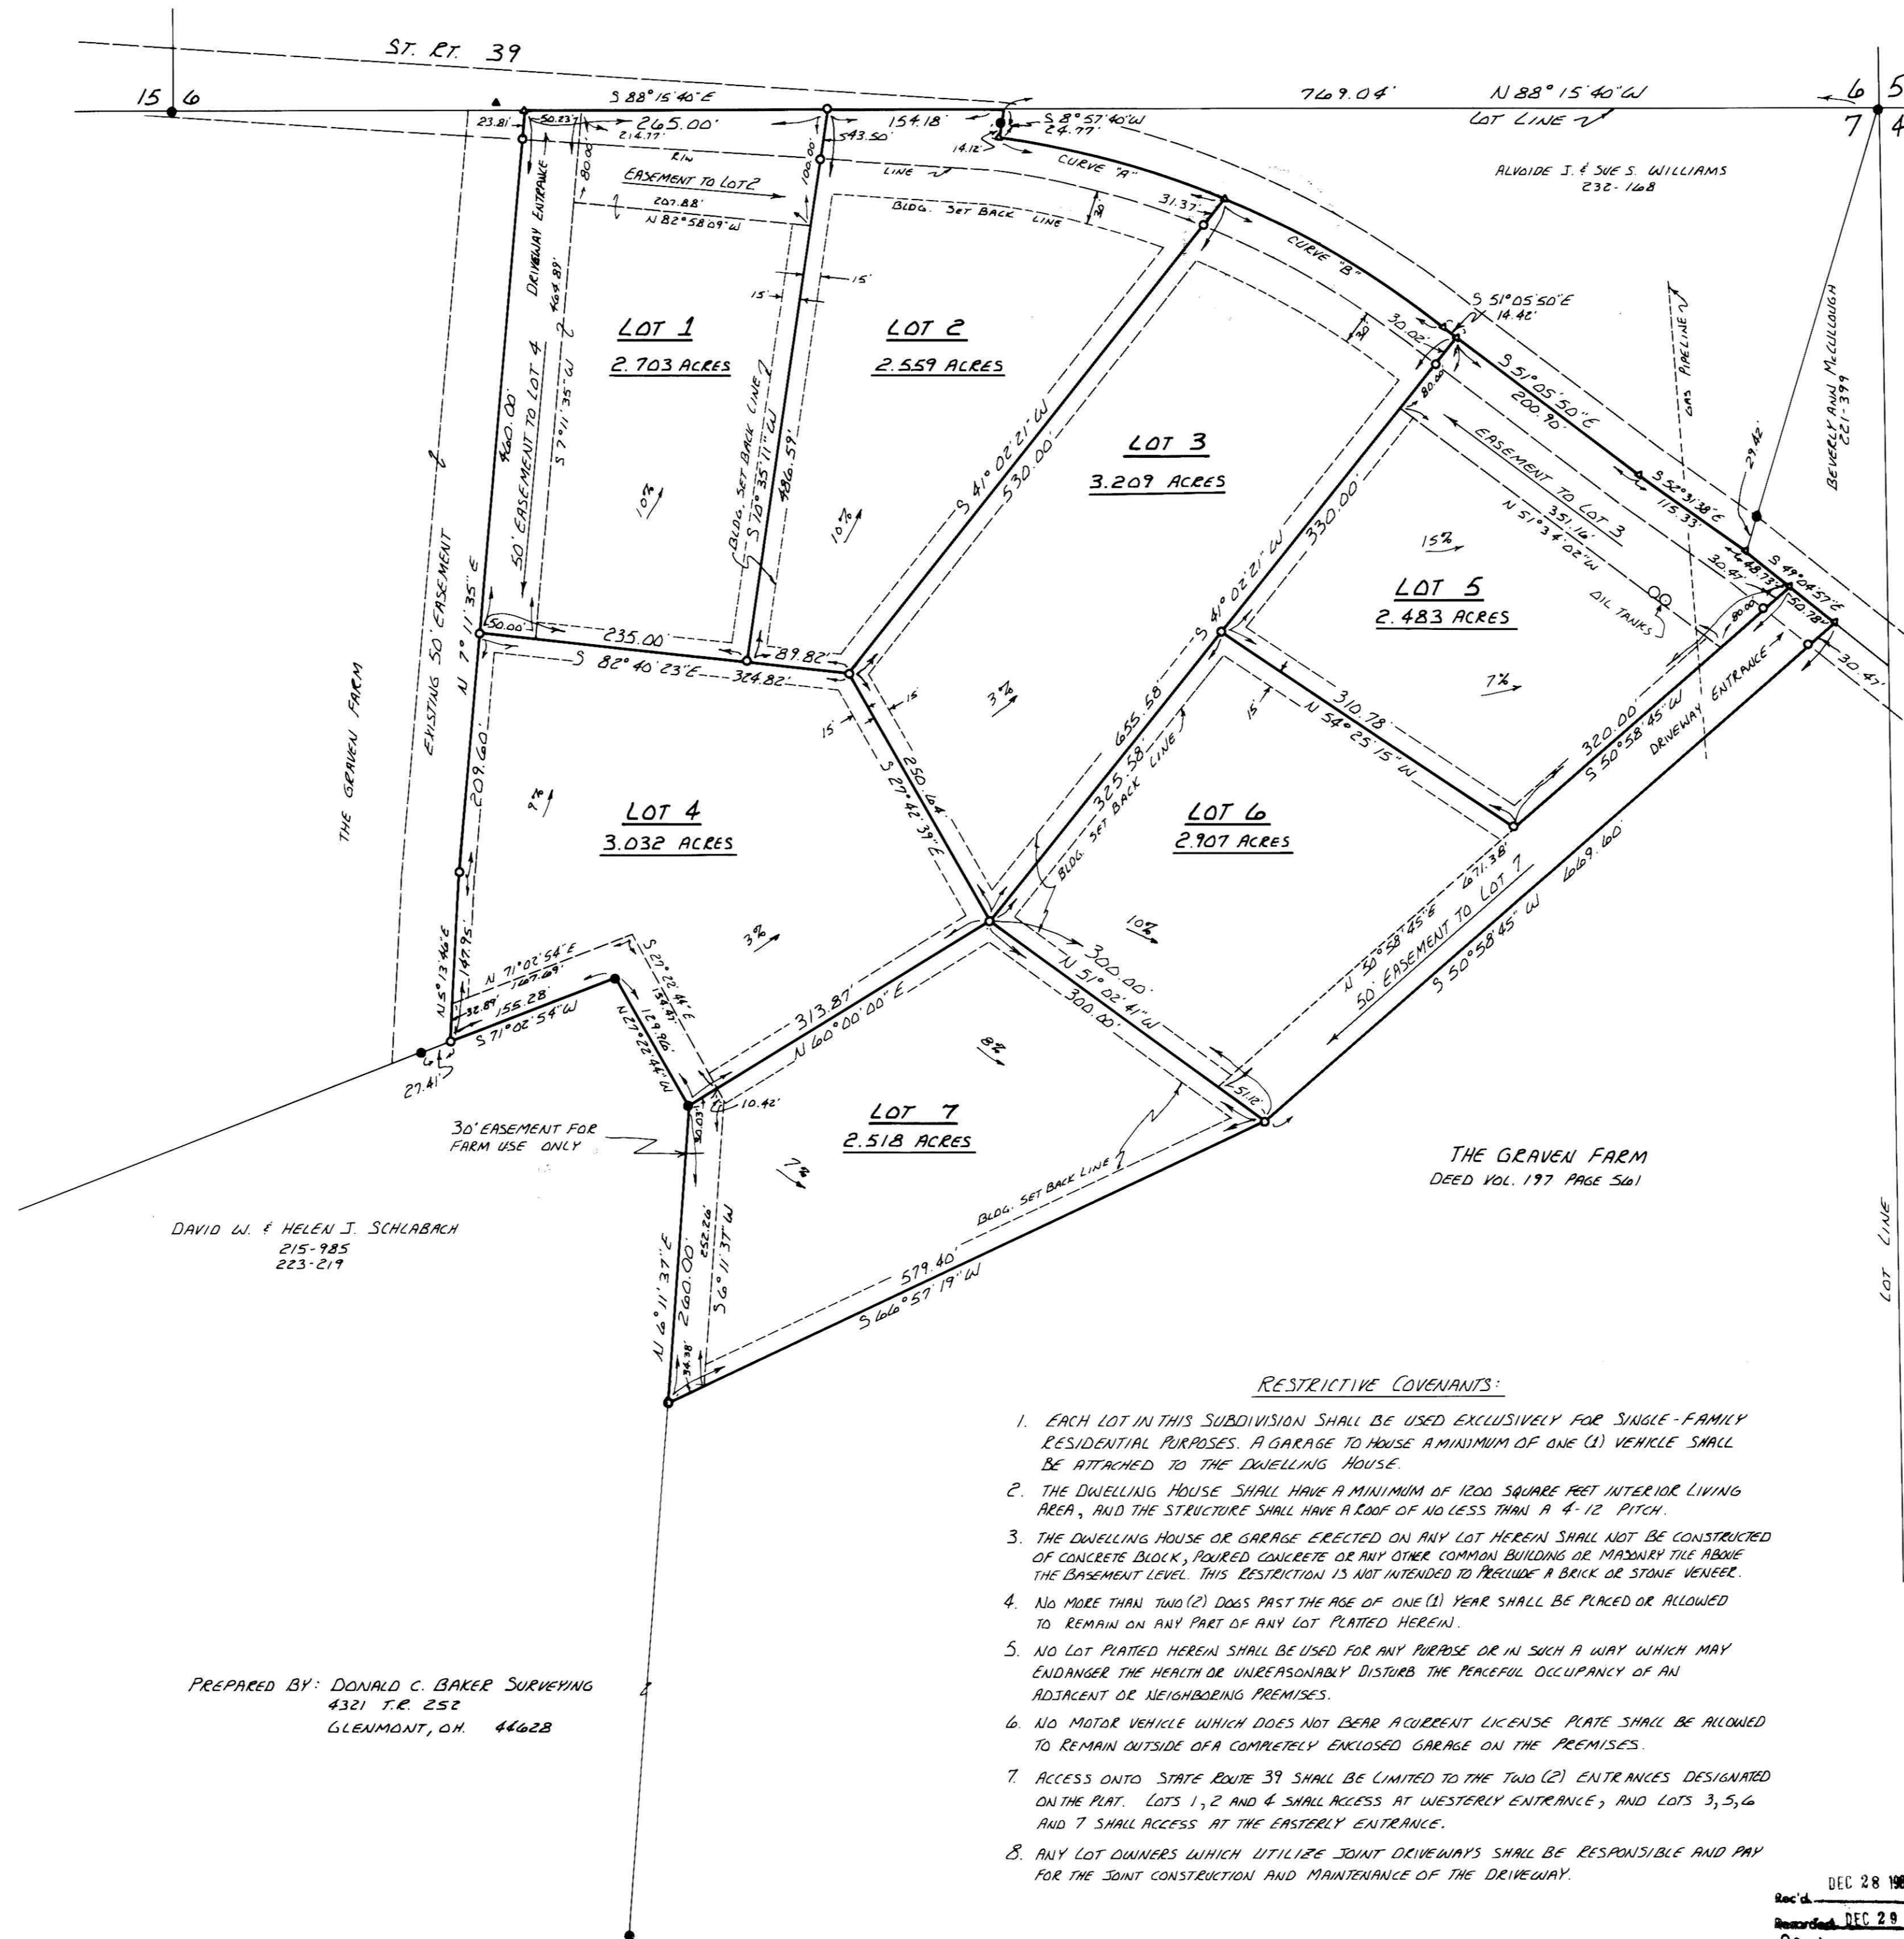 ST. RT. 39
15 6
S 88° 15' 40" E
769.04'
N 88° 15' 40" W
LOT LINE
6 5
7 4
23.81'
50.23'
265.00'
214.77'
154.18'
S 8° 57' 40" W
24.77'
14.12'
43.50'
80.00'
100.00'
R/W
LINE
CURVE "A"
ALVOIDE J. & SUE S. WILLIAMS
232-168
EASEMENT TO LOT 2
207.88'
N 82° 58' 09" W
BLDG. SET BACK LINE
30'
31.37'
CURVE "B"
DRIVEWAY ENTRANCE
464.89'
15'
15'
S 51° 05' 50" E
14.42'
30.02'
30'
GAS PIPELINE
BEVERLY ANN McCULLOUGH
221-399
LOT 1
2.703 ACRES
LOT 2
2.559 ACRES
80.00'
S 51° 05' 50" E
200.90'
460.00'
50' EASEMENT TO LOT 4
S 7° 11' 35" W
BLDG. SET BACK LINE
S 10° 35' 11" W
486.59'
S 41° 02' 21" W
530.00'
LOT 3
3.209 ACRES
EASEMENT TO LOT 3
351.16'
N 51° 34' 02" W
29.42'
S 52° 31' 38" E
115.33'
10%
10%
330.00'
S 41° 02' 21" W
15%
LOT 5
2.483 ACRES
OIL TANKS
30.47'
48.73'
S 49° 04' 57" E
50.78'
80.00'
30.47'
EXISTING 50' EASEMENT
N 7° 11' 35" E
50.00'
235.00'
89.82'
S 82° 40' 23" E
324.82'
THE GRAVEN FARM
3%
15'
15'
7%
15'
310.78'
N 54° 25' 15" W
320.00'
S 50° 58' 45" W
DRIVEWAY ENTRANCE
209.60'
250.64'
S 27° 42' 39" E
655.58'
325.58'
BLDG. SET BACK LINE
9%
LOT 4
3.032 ACRES
LOT 6
2.907 ACRES
N 5° 13' 46" E
147.95'
N 71° 02' 54" E
167.69'
32.89'
155.28'
S 71° 02' 54" W
27.41'
S 27° 22' 44" E
154.47'
129.96'
N 27° 22' 44" W
3%
10%
300.00'
N 51° 02' 41" W
300.00'
671.38'
N 50° 58' 45" E
50' EASEMENT TO LOT 7
669.60'
S 50° 58' 45" W
313.87'
N 60° 00' 00" E
8%
51.12'
30' EASEMENT FOR
FARM USE ONLY
30.03'
10.42'
LOT 7
2.518 ACRES
7%
BLDG. SET BACK LINE
THE GRAVEN FARM
DEED VOL. 197 PAGE 561
DAVID W. & HELEN J. SCHLABACH
215-985
223-219
N 6° 11' 37" E
260.00'
252.26'
S 6° 11' 37" W
34.38'
579.40'
S 66° 57' 19" W
LOT LINE
RESTRICTIVE COVENANTS:
1. EACH LOT IN THIS SUBDIVISION SHALL BE USED EXCLUSIVELY FOR SINGLE-FAMILY
RESIDENTIAL PURPOSES. A GARAGE TO HOUSE A MINIMUM OF ONE (1) VEHICLE SHALL
BE ATTACHED TO THE DWELLING HOUSE.
2. THE DWELLING HOUSE SHALL HAVE A MINIMUM OF 1200 SQUARE FEET INTERIOR LIVING
AREA, AND THE STRUCTURE SHALL HAVE A ROOF OF NO LESS THAN A 4-12 PITCH.
3. THE DWELLING HOUSE OR GARAGE ERECTED ON ANY LOT HEREIN SHALL NOT BE CONSTRUCTED
OF CONCRETE BLOCK, POURED CONCRETE OR ANY OTHER COMMON BUILDING OR MASONRY TILE ABOVE
THE BASEMENT LEVEL. THIS RESTRICTION IS NOT INTENDED TO PRECLUDE A BRICK OR STONE VENEER.
4. NO MORE THAN TWO (2) DOGS PAST THE AGE OF ONE (1) YEAR SHALL BE PLACED OR ALLOWED
TO REMAIN ON ANY PART OF ANY LOT PLATTED HEREIN.
5. NO LOT PLATTED HEREIN SHALL BE USED FOR ANY PURPOSE OR IN SUCH A WAY WHICH MAY
ENDANGER THE HEALTH OR UNREASONABLY DISTURB THE PEACEFUL OCCUPANCY OF AN
ADJACENT OR NEIGHBORING PREMISES.
6. NO MOTOR VEHICLE WHICH DOES NOT BEAR A CURRENT LICENSE PLATE SHALL BE ALLOWED
TO REMAIN OUTSIDE OF A COMPLETELY ENCLOSED GARAGE ON THE PREMISES.
7. ACCESS ONTO STATE ROUTE 39 SHALL BE LIMITED TO THE TWO (2) ENTRANCES DESIGNATED
ON THE PLAT. LOTS 1, 2 AND 4 SHALL ACCESS AT WESTERLY ENTRANCE, AND LOTS 3, 5, 6
AND 7 SHALL ACCESS AT THE EASTERLY ENTRANCE.
8. ANY LOT OWNERS WHICH UTILIZE JOINT DRIVEWAYS SHALL BE RESPONSIBLE AND PAY
FOR THE JOINT CONSTRUCTION AND MAINTENANCE OF THE DRIVEWAY.
PREPARED BY: DONALD C. BAKER SURVEYING
4321 T.R. 252
GLENMONT, OH. 44628
DEC 28
Rec'd.
Recorded DEC 29